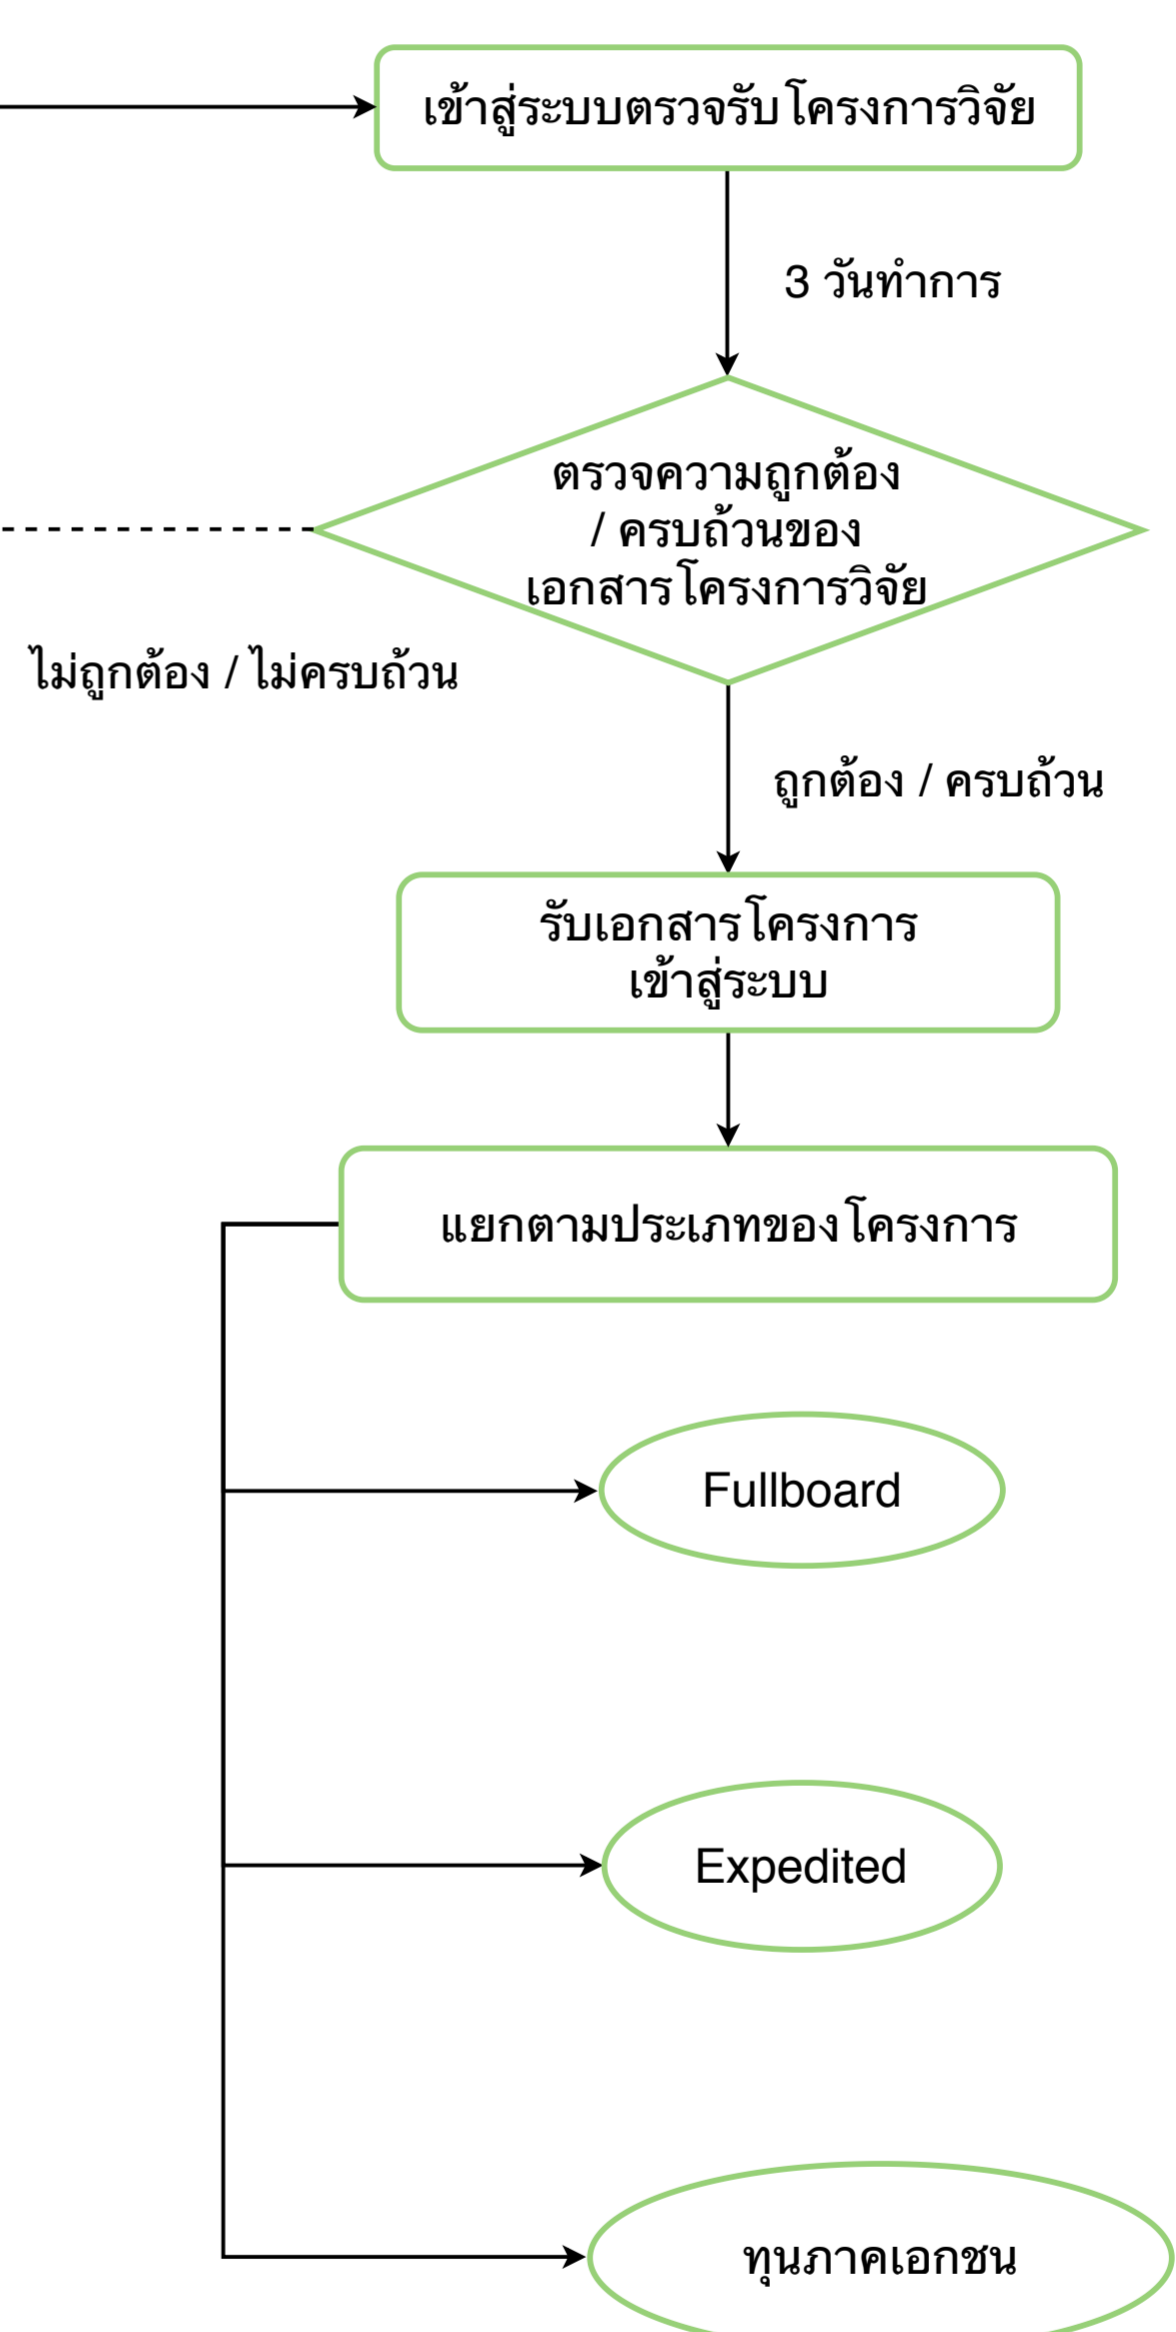 เข้าสู่ระบบตรวจรับโครงการวิจัย
3 วันทำการ
ตรวจความถูกต้อง
/ ครบถ้วนของ
เอกสารโครงการวิจัย
ไม่ถูกต้อง / ไม่ครบถ้วน
ถูกต้อง / ครบถ้วน
รับเอกสารโครงการ
เข้าสู่ระบบ
แยกตามประเภทของโครงการ
Fullboard
Expedited
ทุนภาคเอกชน